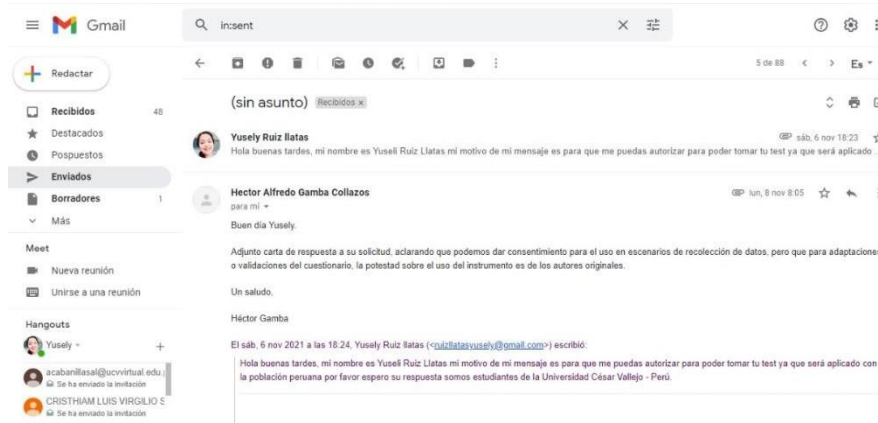 Gmail
in:sent
Redactar
5 de 88
Es
Recibidos 48
Destacados
Pospuestos
Enviados
Borradores 1
Más
Meet
Nueva reunión
Unirse a una reunión
Hangouts
Yusely
acabanillasal@ucvvirtual.edu.p
Se ha enviado la invitación
CRISTHIAM LUIS VIRGILIO S
Se ha enviado la invitación
(sin asunto) Recibidos x
Yusely Ruiz llatas sáb, 6 nov 18:23
Hola buenas tardes, mi nombre es Yuseli Ruiz Llatas mi motivo de mi mensaje es para que me puedas autorizar para poder tomar tu test ya que será aplicado ...
Hector Alfredo Gamba Collazos lun, 8 nov 8:05
para mí
Buen día Yusely.
Adjunto carta de respuesta a su solicitud, aclarando que podemos dar consentimiento para el uso en escenarios de recolección de datos, pero que para adaptaciones
o validaciones del cuestionario, la potestad sobre el uso del instrumento es de los autores originales.
Un saludo,
Héctor Gamba
El sáb, 6 nov 2021 a las 18:24, Yusely Ruiz llatas (<ruizllatasyusely@gmail.com>) escribió:
Hola buenas tardes, mi nombre es Yuseli Ruiz Llatas mi motivo de mi mensaje es para que me puedas autorizar para poder tomar tu test ya que será aplicado con
la población peruana por favor espero su respuesta somos estudiantes de la Universidad César Vallejo - Perú.